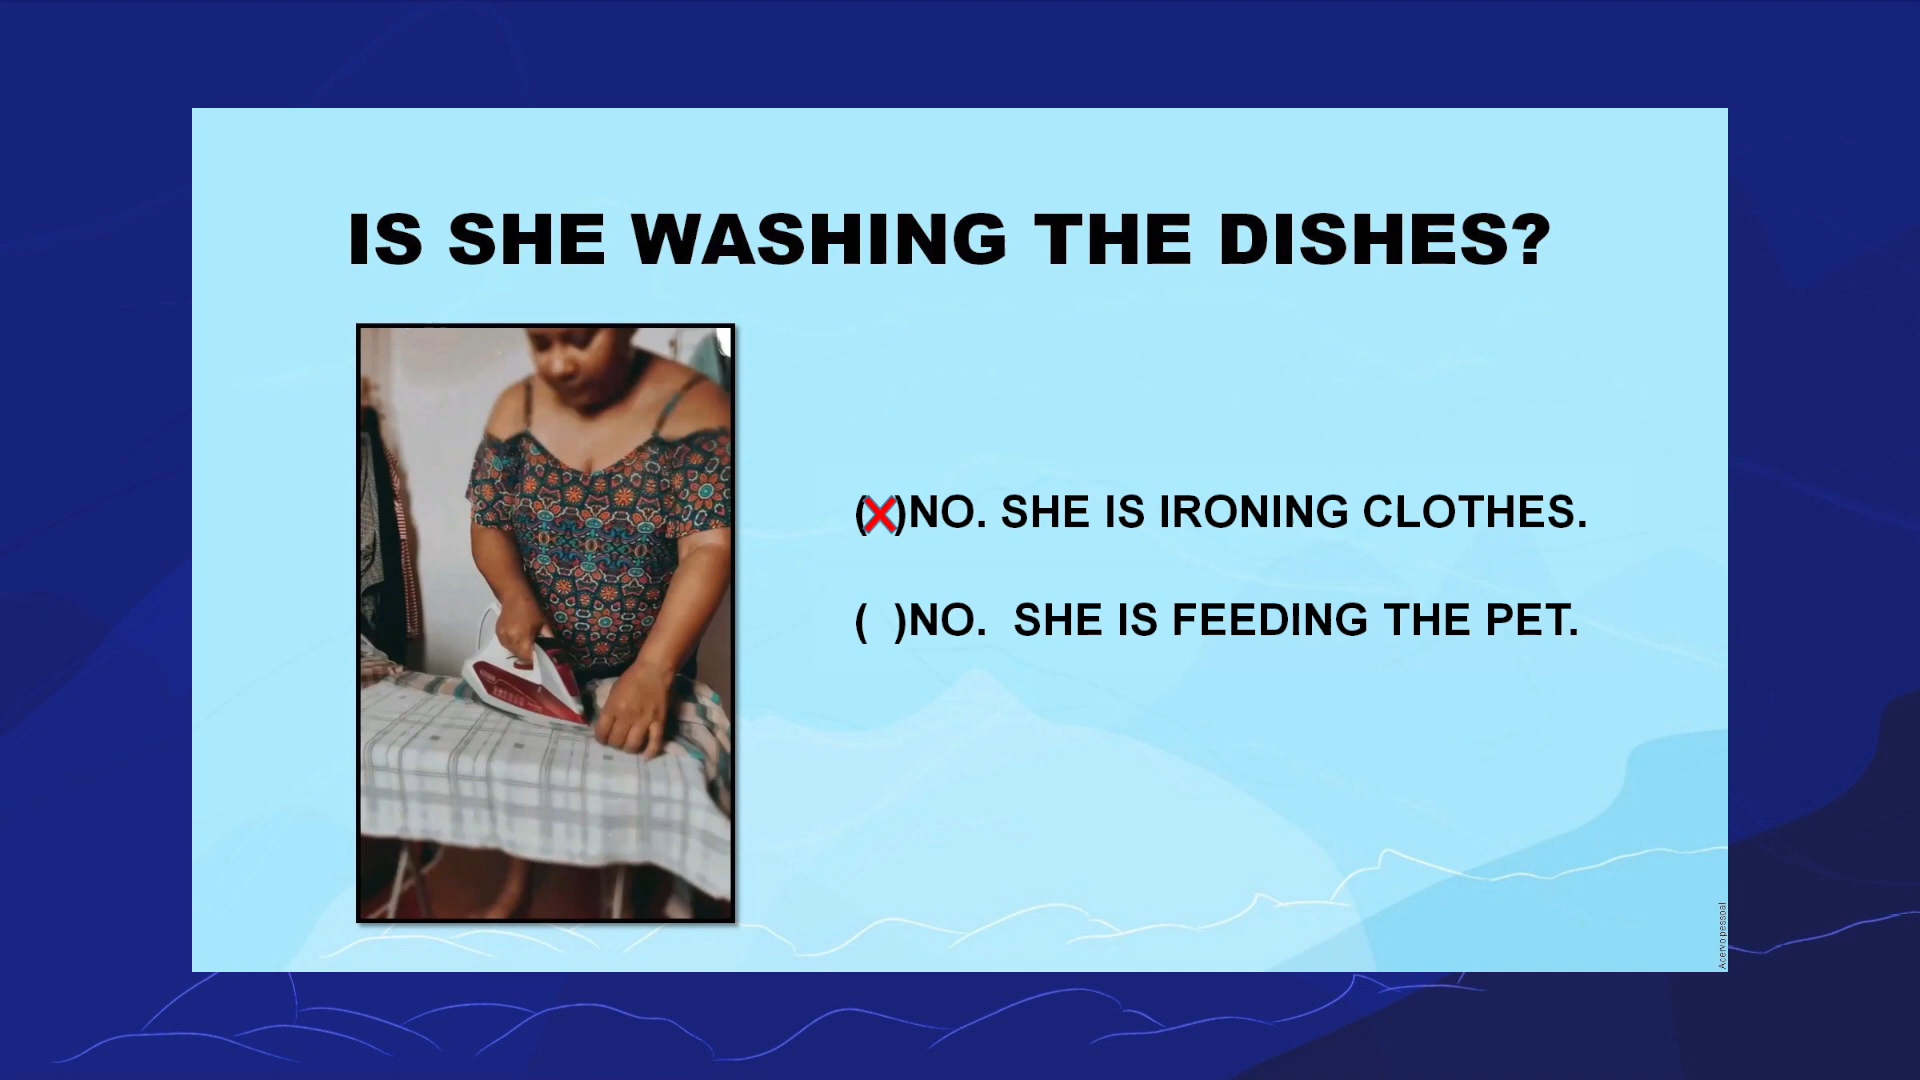 IS SHE WASHING THE DISHES?
(X)NO. SHE IS IRONING CLOTHES.
( )NO. SHE IS FEEDING THE PET.
Acervo pessoal